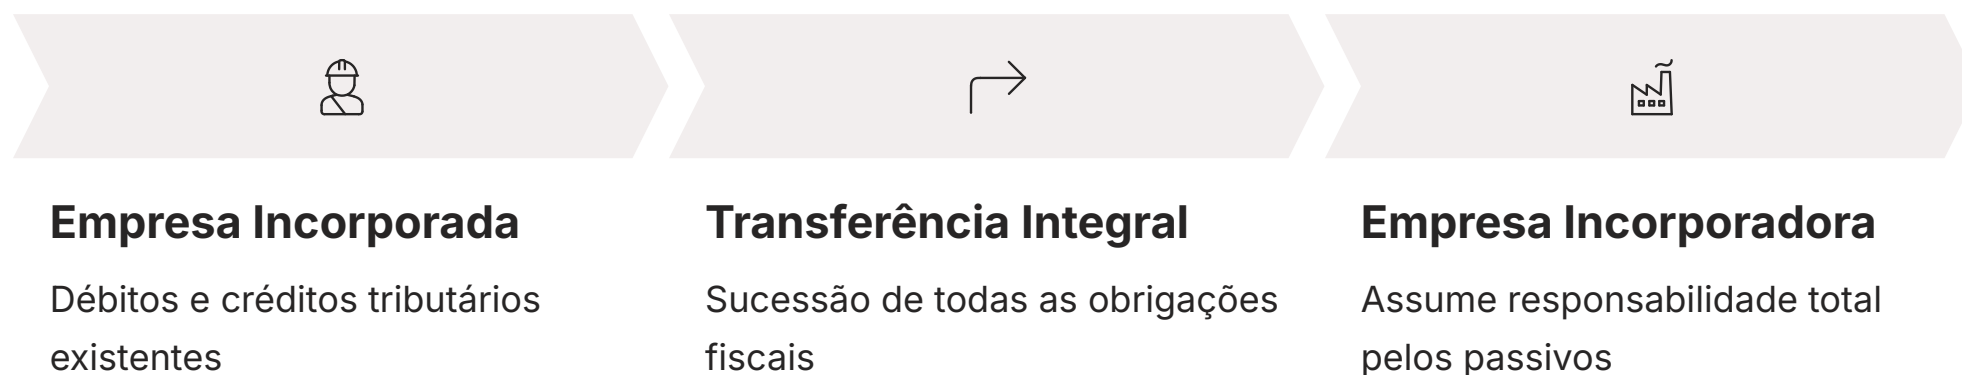 Empresa Incorporada
Débitos e créditos tributários
existentes
Transferência Integral
Sucessão de todas as obrigações
fiscais
Empresa Incorporadora
Assume responsabilidade total
pelos passivos